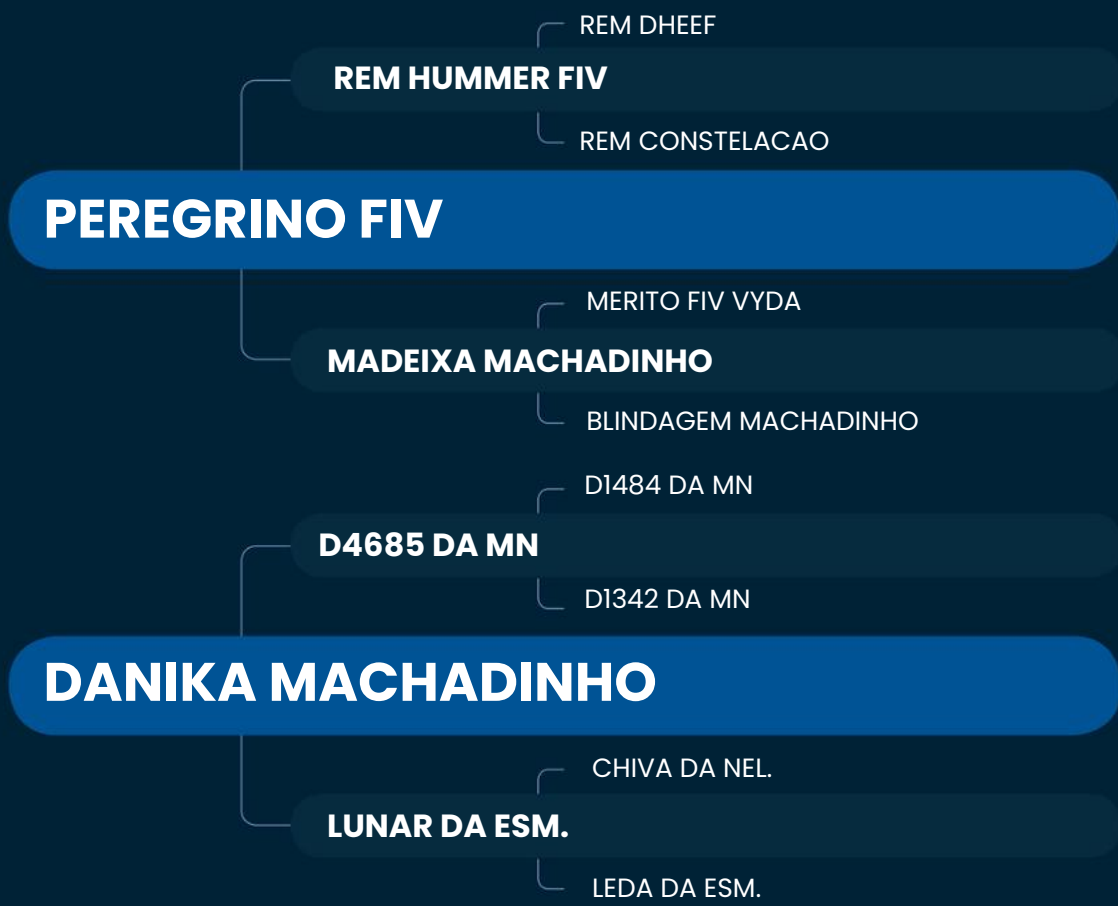 REM DHEEF
REM HUMMER FIV
REM CONSTELACAO
PEREGRINO FIV
MERITO FIV VYDA
MADEIXA MACHADINHO
BLINDAGEM MACHADINHO
D1484 DA MN
D4685 DA MN
D1342 DA MN
DANIKA MACHADINHO
CHIVA DA NEL.
LUNAR DA ESM.
LEDA DA ESM.